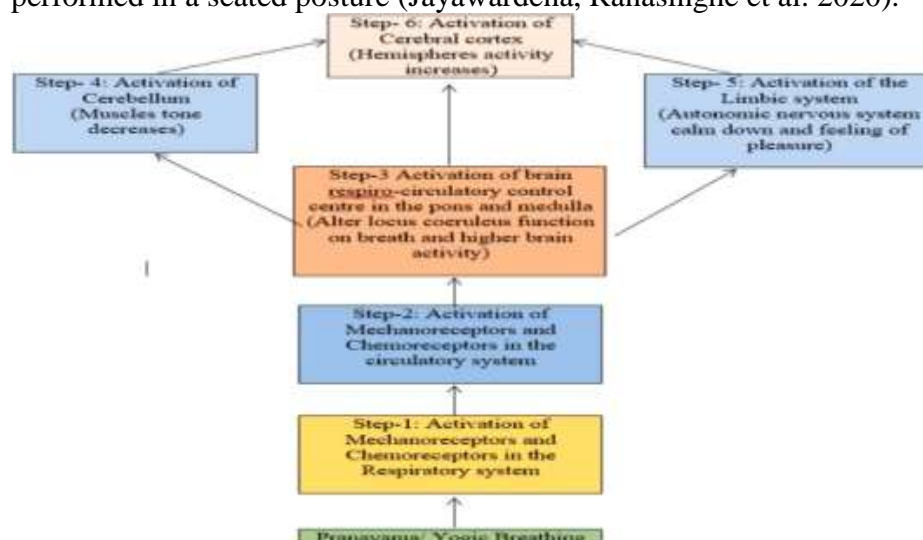 performed in a seated posture (Jayawardena, Ranasinghe et al. 2020).
Step- 6: Activation of
Cerebral cortex
(Hemispheres activity
increases)
Step- 4: Activation of
Cerebellum
(Muscles tone
decreases)
Step- 5: Activation of the
Limbic system
(Autonomic nervous system
calm down and feeling of
pleasure)
Step-3 Activation of brain
respiro-circulatory control
centre in the pons and medulla
(Alter locus coeruleus function
on breath and higher brain
activity)
Step-2: Activation of
Mechanoreceptors and
Chemoreceptors in the
circulatory system
Step-1: Activation of
Mechanoreceptors and
Chemoreceptors in the
Respiratory system
Pranayama/ Yogic Breathing